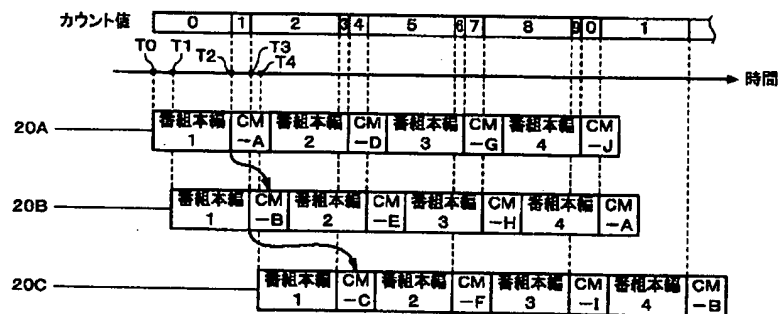 カウント値 0 1 2 3 4 5 6 7 8 9 0 1
T0 T1 T2 T3 T4
時間
20A 番組本編 1 CM -A 番組本編 2 CM -D 番組本編 3 CM -G 番組本編 4 CM -J
20B 番組本編 1 CM -B 番組本編 2 CM -E 番組本編 3 CM -H 番組本編 4 CM -A
20C 番組本編 1 CM -C 番組本編 2 CM -F 番組本編 3 CM -I 番組本編 4 CM -B